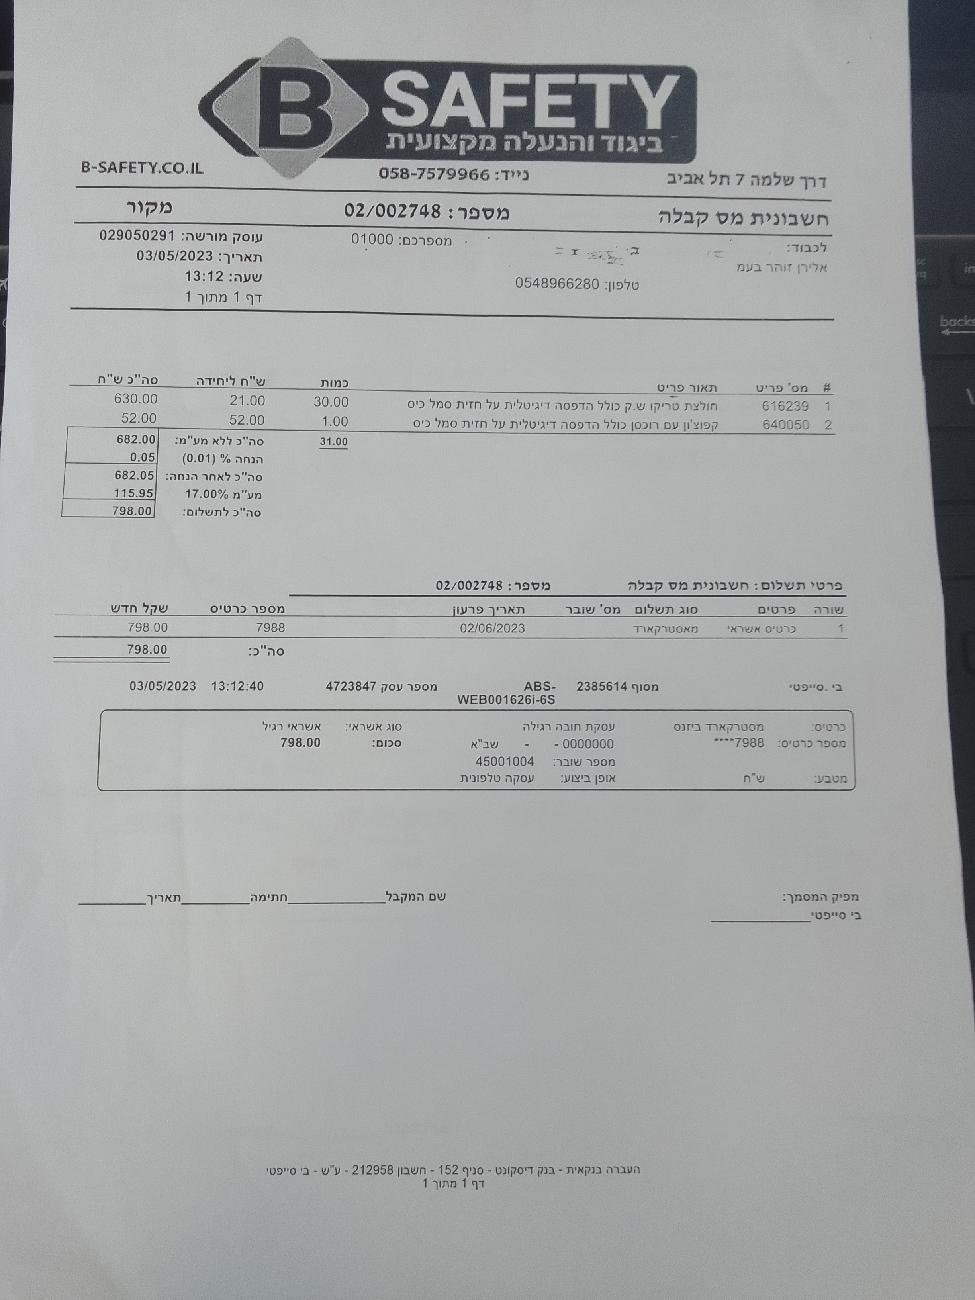 B SAFETY
ביגוד והנעלה מקצועית
דרך שלמה 7 תל אביב נייד: 058-7579966 B-SAFETY.CO.IL
חשבונית מס קבלה מספר: 02/002748 מקור
לכבוד: מספרכם: 01000 עוסק מורשה: 029050291
אלירן זוהר בעמ תאריך: 03/05/2023
טלפון: 0548966280 שעה: 13:12
דף 1 מתוך 1
# מס' פריט תאור פריט כמות ש"ח ליחידה סה"כ ש"ח
1 616239 חולצת טריקו ש.ק כולל הדפסה דיגיטלית על חזית סמל כיס 30.00 21.00 630.00
2 640050 קפוצ'ון עם רוכסן כולל הדפסה דיגיטלית על חזית סמל כיס 1.00 52.00 52.00
31.00 סה"כ ללא מע"מ: 682.00
הנחה % (0.01) 0.05
סה"כ לאחר הנחה: 682.05
מע"מ 17.00% 115.95
סה"כ לתשלום: 798.00
פרטי תשלום: חשבונית מס קבלה מספר: 02/002748
שורה פרטים סוג תשלום מס' שובר תאריך פרעון מספר כרטיס שקל חדש
1 כרטיס אשראי מאסטרקארד 02/06/2023 7988 798.00
סה"כ: 798.00
בי.סייפטי מסוף 2385614 ABS-WEB001626i-6S מספר עסק 4723847 13:12:40 03/05/2023
כרטיס: מסטרקארד ביזנס עסקת חובה רגילה סוג אשראי: אשראי רגיל
מספר כרטיס: 7988**** 0000000 - - שב"א סכום: 798.00
מספר שובר: 45001004
מטבע: ש"ח אופן ביצוע: עסקה טלפונית
מפיק המסמך: שם המקבל____________חתימה____________תאריך____________
בי סייפטי____________
העברה בנקאית - בנק דיסקונט - סניף 152 - חשבון 212958 - ע"ש - בי סייפטי
דף 1 מתוך 1